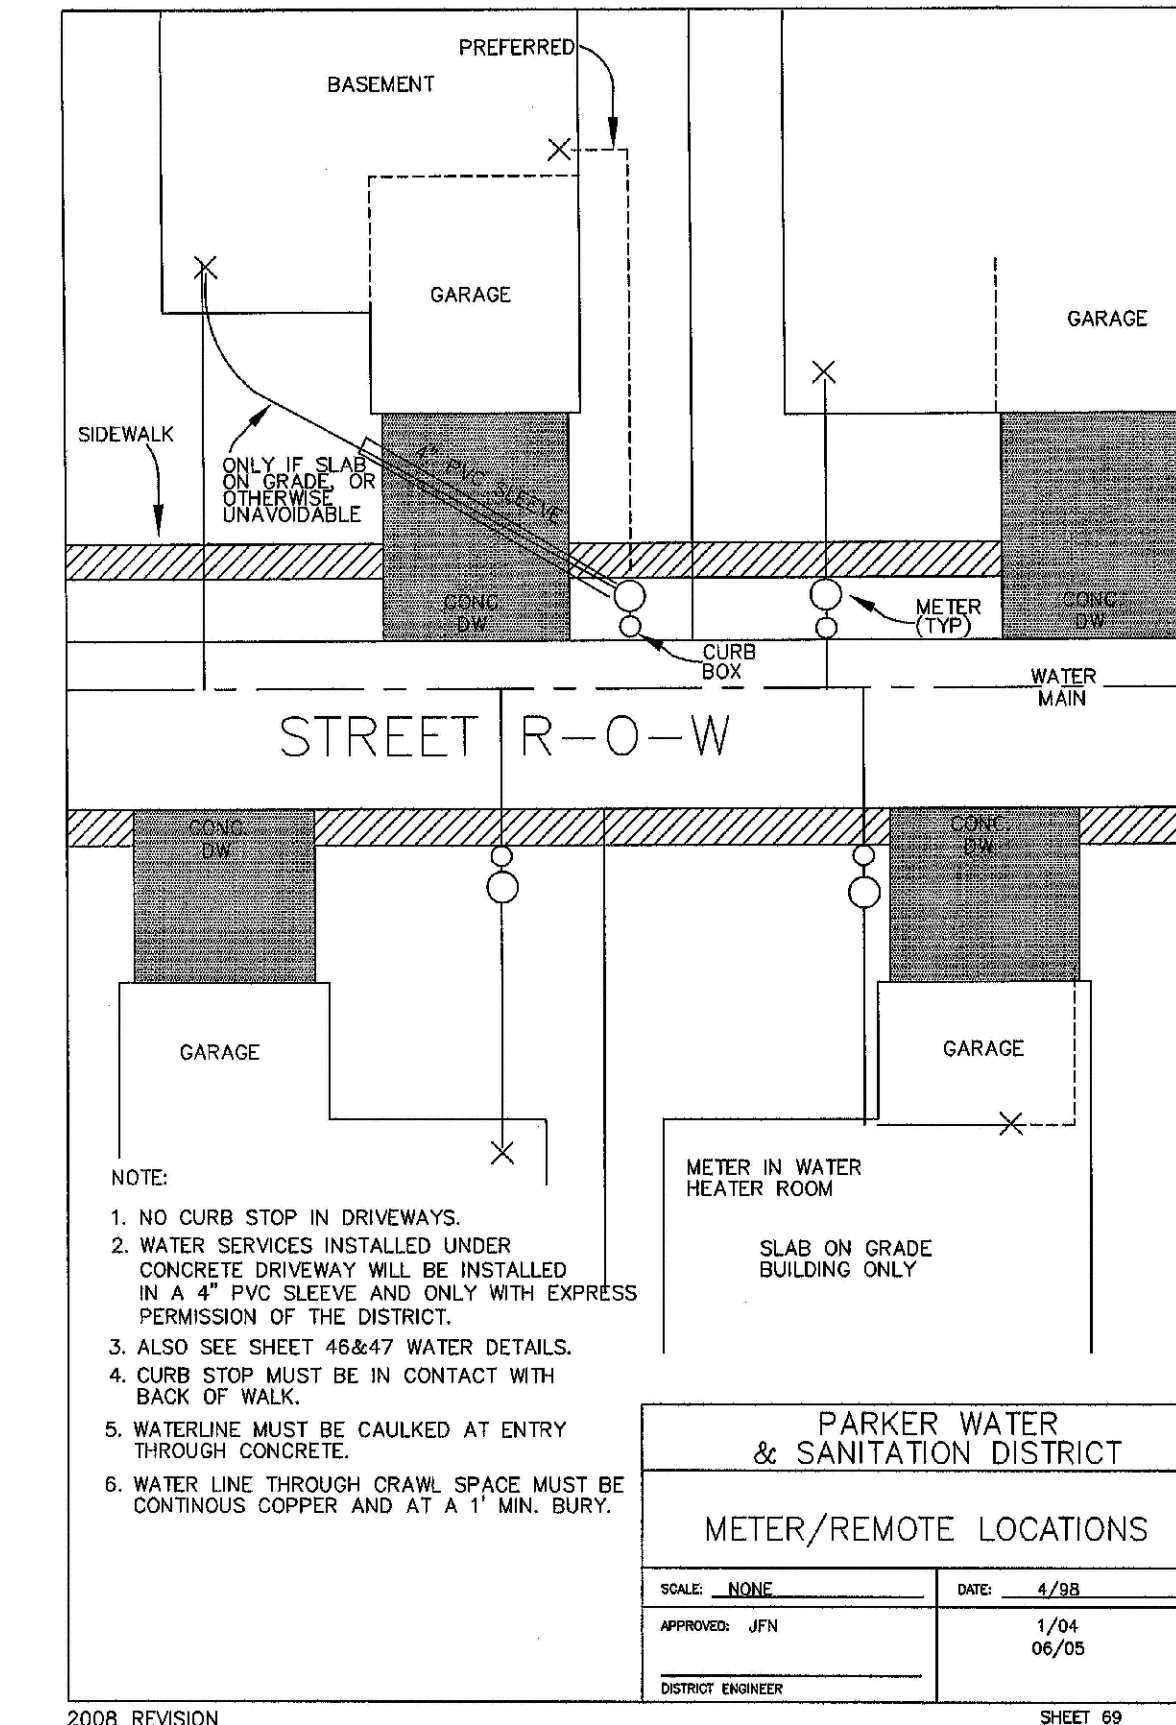 PREFERRED
BASEMENT
GARAGE
GARAGE
SIDEWALK
ONLY IF SLAB
ON GRADE, OR
OTHERWISE
UNAVOIDABLE
4" PVC SLEEVE
CONC.
DW
METER
(TYP)
CONC.
DW
CURB
BOX
WATER
MAIN
STREET R-O-W
CONC.
DW
CONC.
DW
GARAGE
GARAGE
METER IN WATER
HEATER ROOM
SLAB ON GRADE
BUILDING ONLY
NOTE:
1. NO CURB STOP IN DRIVEWAYS.
2. WATER SERVICES INSTALLED UNDER
CONCRETE DRIVEWAY WILL BE INSTALLED
IN A 4" PVC SLEEVE AND ONLY WITH EXPRESS
PERMISSION OF THE DISTRICT.
3. ALSO SEE SHEET 46&47 WATER DETAILS.
4. CURB STOP MUST BE IN CONTACT WITH
BACK OF WALK.
5. WATERLINE MUST BE CAULKED AT ENTRY
THROUGH CONCRETE.
6. WATER LINE THROUGH CRAWL SPACE MUST BE
CONTINOUS COPPER AND AT A 1' MIN. BURY.
PARKER WATER
& SANITATION DISTRICT
METER/REMOTE LOCATIONS
SCALE: NONE
DATE: 4/98
APPROVED: JFN
1/04
06/05
DISTRICT ENGINEER
2008 REVISION
SHEET 69